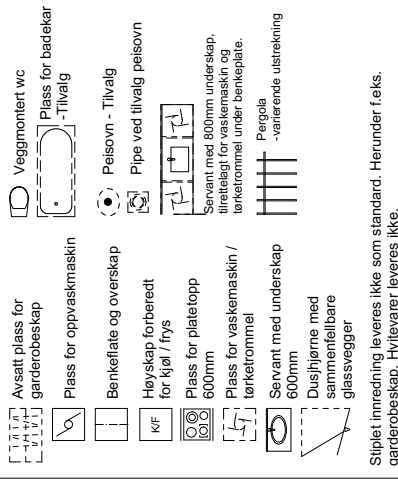 Avsatt plass for
garderobeskap
Plass for oppvaskmaskin
Benkeflate og overskap
K/F
Høyskap forberedt
for kjøl / frys
Plass for platetopp
600mm
Plass for vaskemaskin /
tørketrommel
Servant med underskap
600mm
Dusjhjørne med
sammenfellbare
glassvegger
Veggmontert wc
Plass for badekar
-Tilvalg
Peisovn - Tilvalg
Pipe ved tilvalg peisovn
Servant med 800mm underskap,
tilrettelagt for vaskemaskin og
tørketrommel under benkeplate.
Pergola
-varierende utstrekning
Stiplet innredning leveres ikke som standard. Herunder f.eks.
garderobeskap. Hvitevarer leveres ikke.